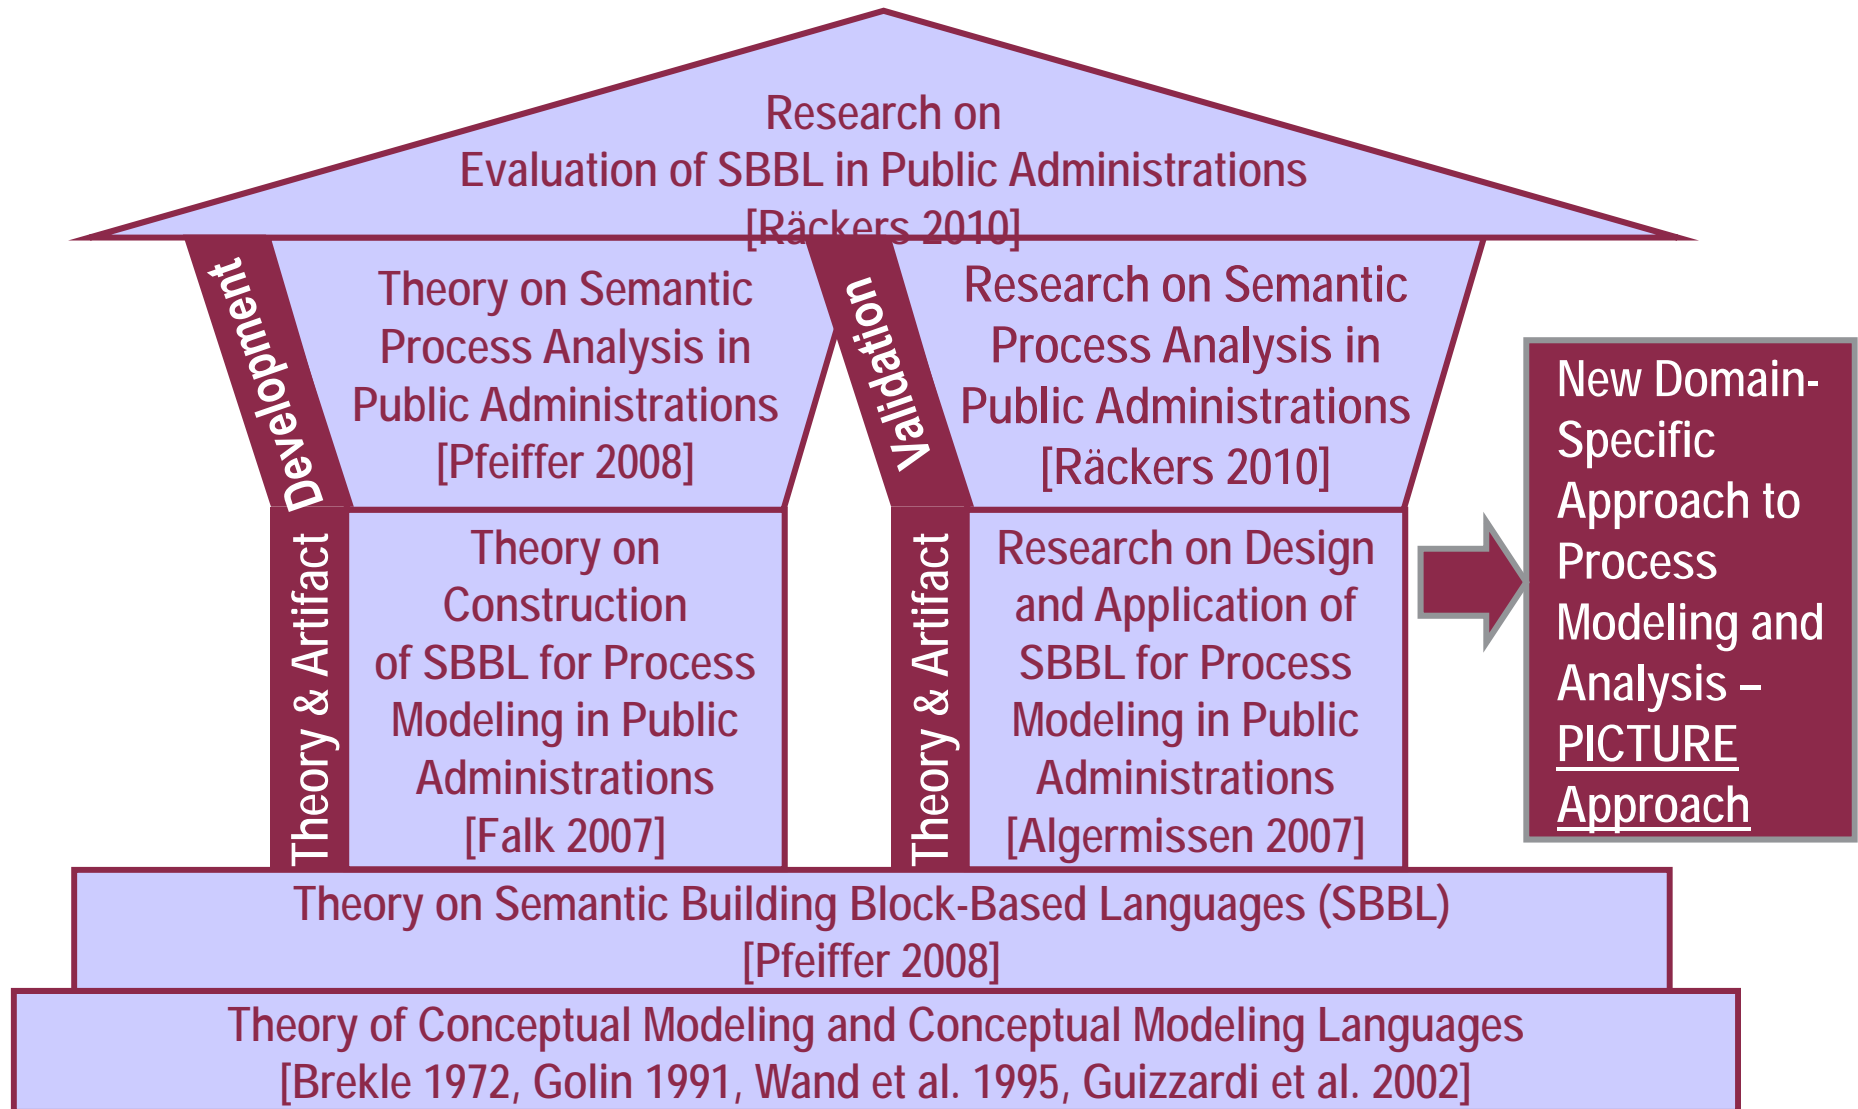 Research on
Evaluation of SBBL in Public Administrations
[Räckers 2010]
Development
Theory on Semantic
Process Analysis in
Public Administrations
[Pfeiffer 2008]
Validation
Research on Semantic
Process Analysis in
Public Administrations
[Räckers 2010]
Theory & Artifact
Theory on
Construction
of SBBL for Process
Modeling in Public
Administrations
[Falk 2007]
Theory & Artifact
Research on Design
and Application of
SBBL for Process
Modeling in Public
Administrations
[Algermissen 2007]
New Domain-
Specific
Approach to
Process
Modeling and
Analysis –
PICTURE
Approach
Theory on Semantic Building Block-Based Languages (SBBL)
[Pfeiffer 2008]
Theory of Conceptual Modeling and Conceptual Modeling Languages
[Brekle 1972, Golin 1991, Wand et al. 1995, Guizzardi et al. 2002]